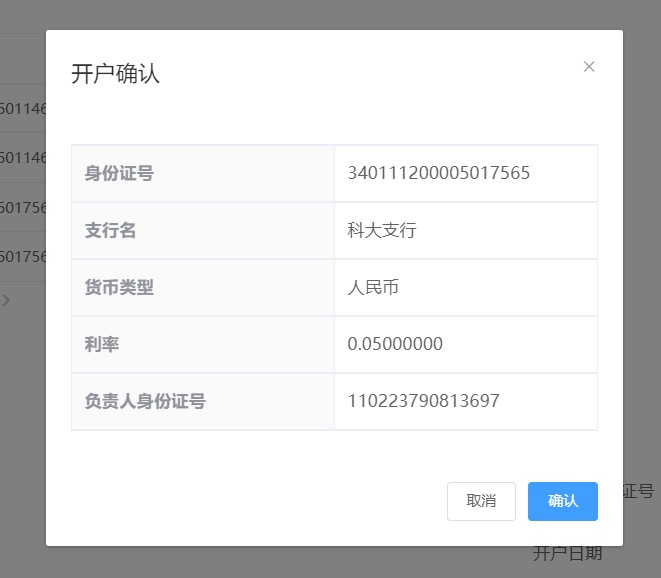 开户确认
501146
501146
501756
501756
身份证号 340111200005017565
支行名 科大支行
货币类型 人民币
利率 0.05000000
负责人身份证号 110223790813697
取消 确认
证号
开户日期